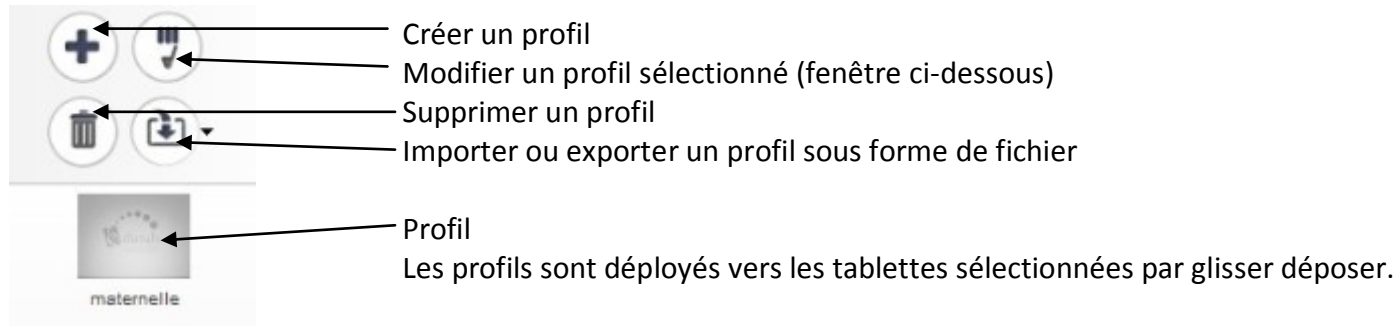 Créer un profil
Modifier un profil sélectionné (fenêtre ci-dessous)
Supprimer un profil
Importer ou exporter un profil sous forme de fichier
Profil
Les profils sont déployés vers les tablettes sélectionnées par glisser déposer.
maternelle